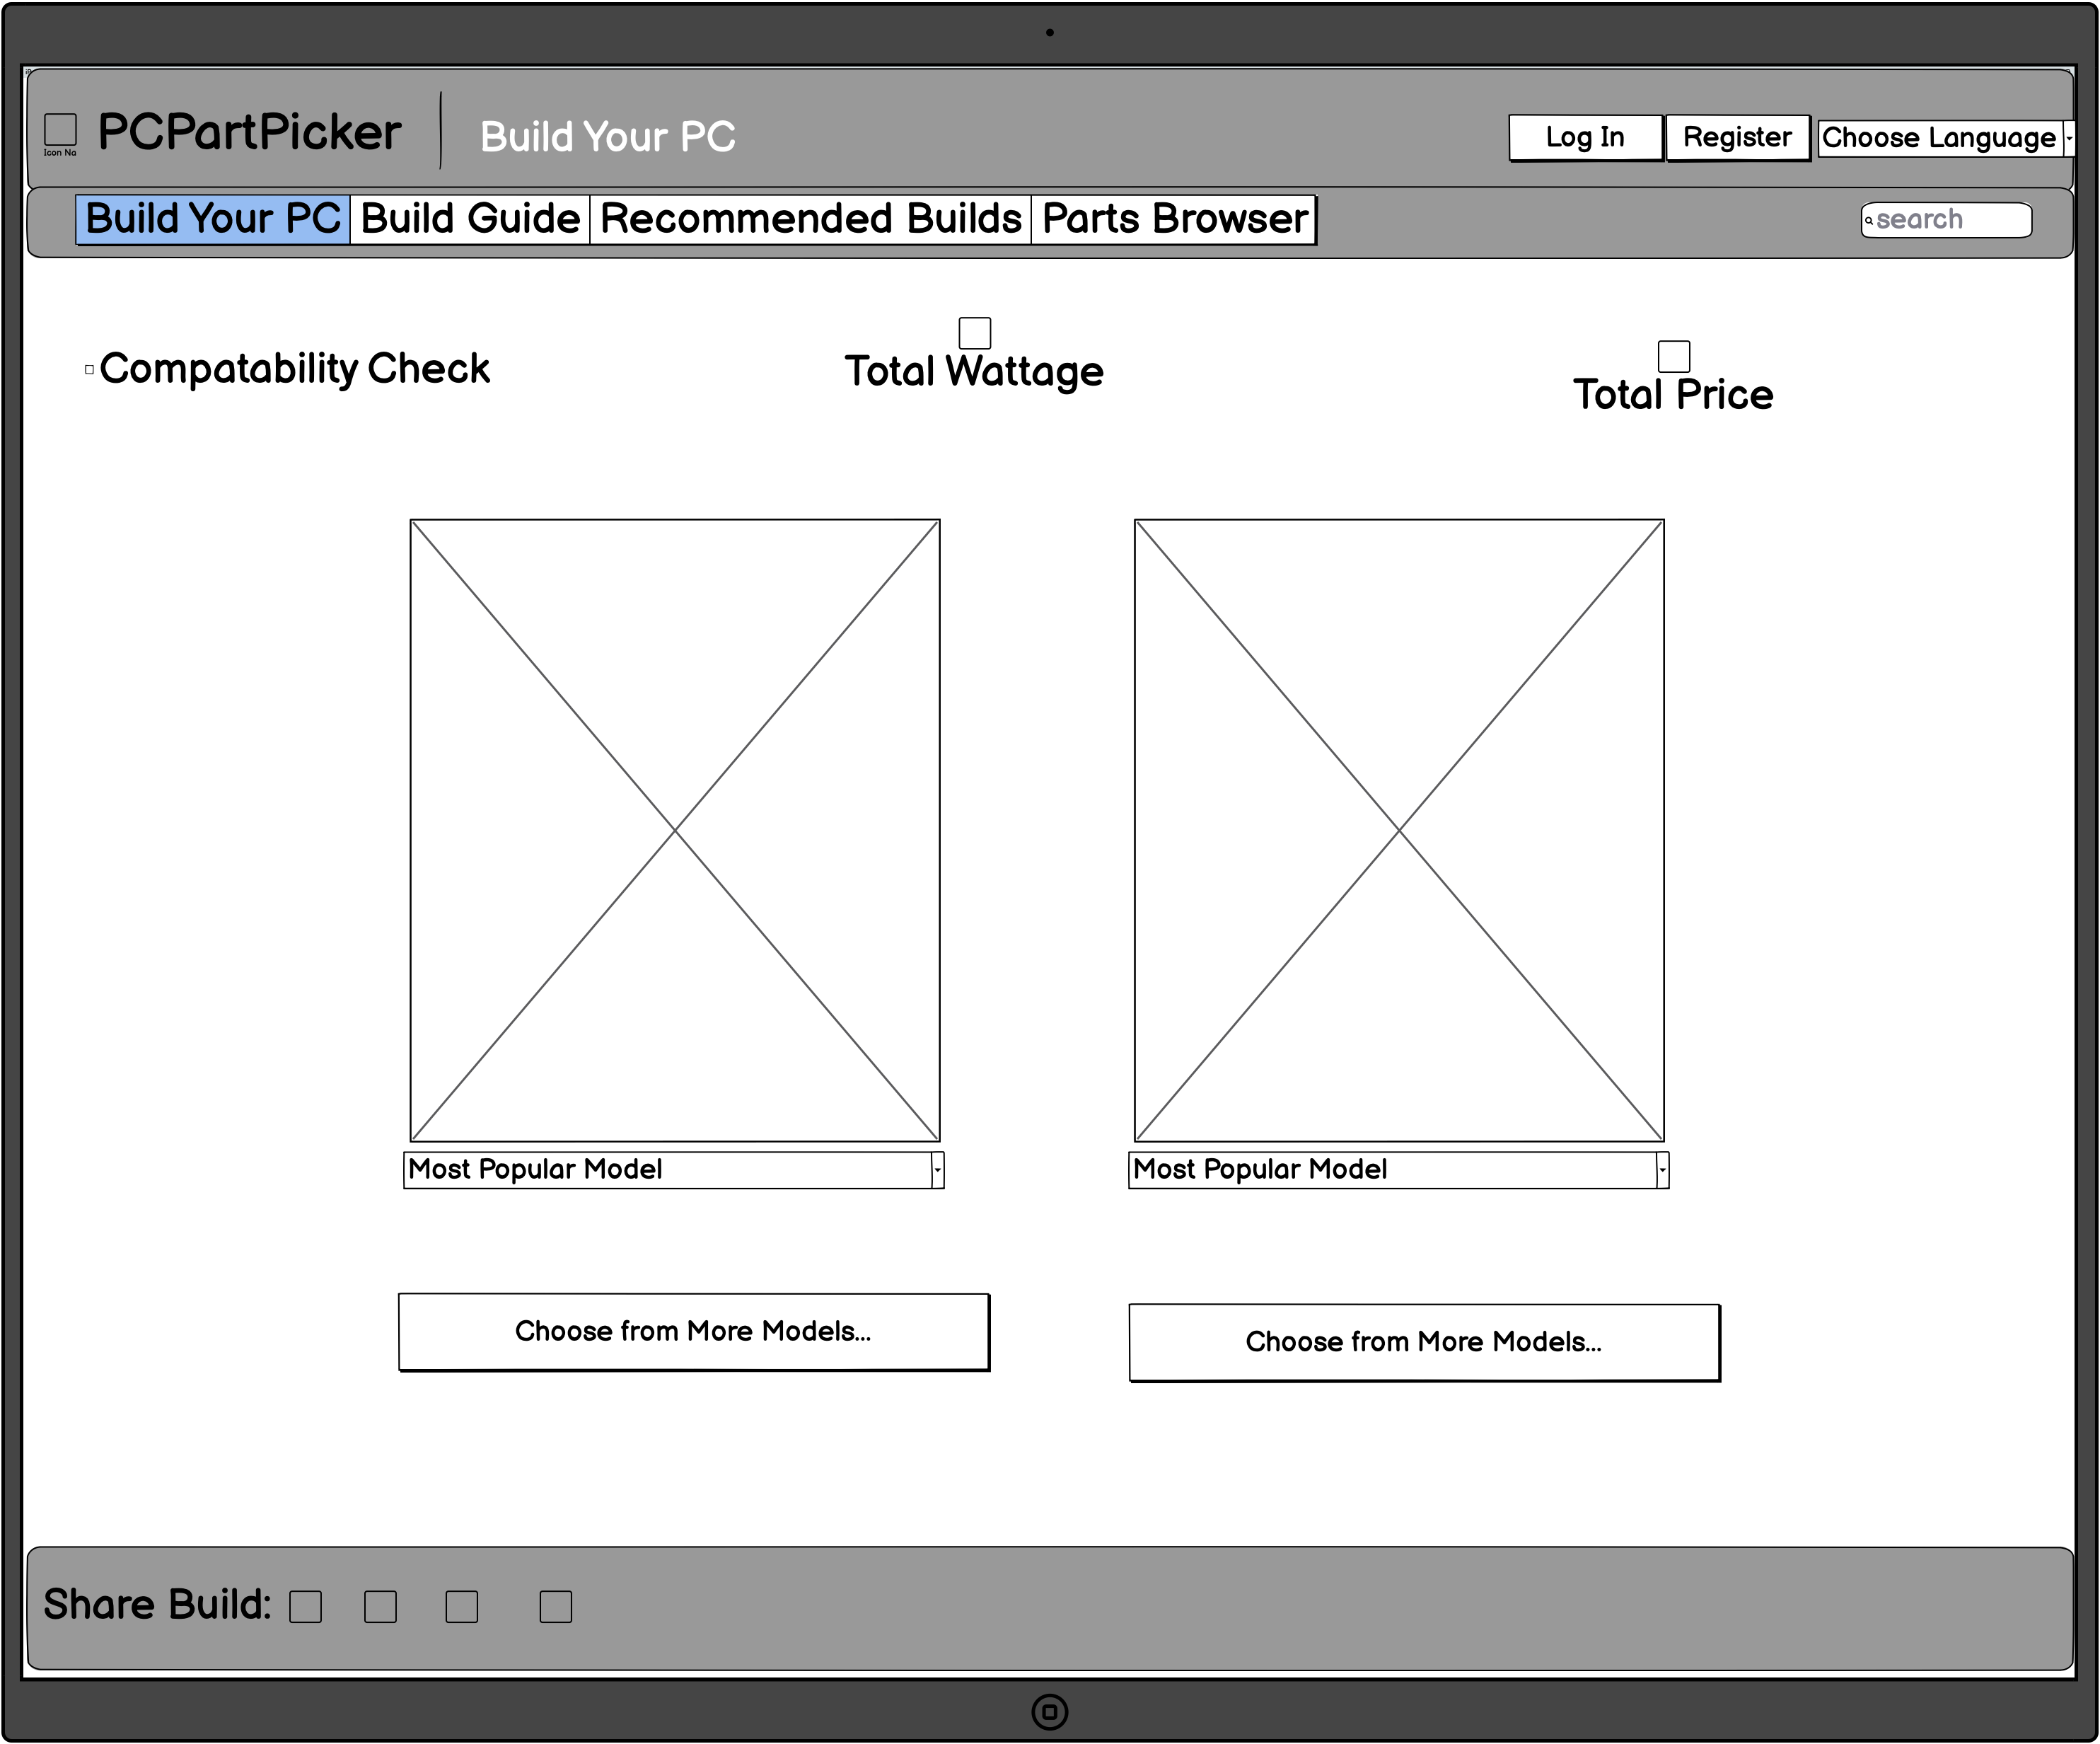 PCPartPicker
Build Your PC
Log In
Register
Choose Language
Icon Na
Build Your PC
Build Guide
Recommended Builds
Parts Browser
search
Compatability Check
Total Wattage
Total Price
Most Popular Model
Most Popular Model
Choose from More Models...
Choose from More Models...
Share Build: